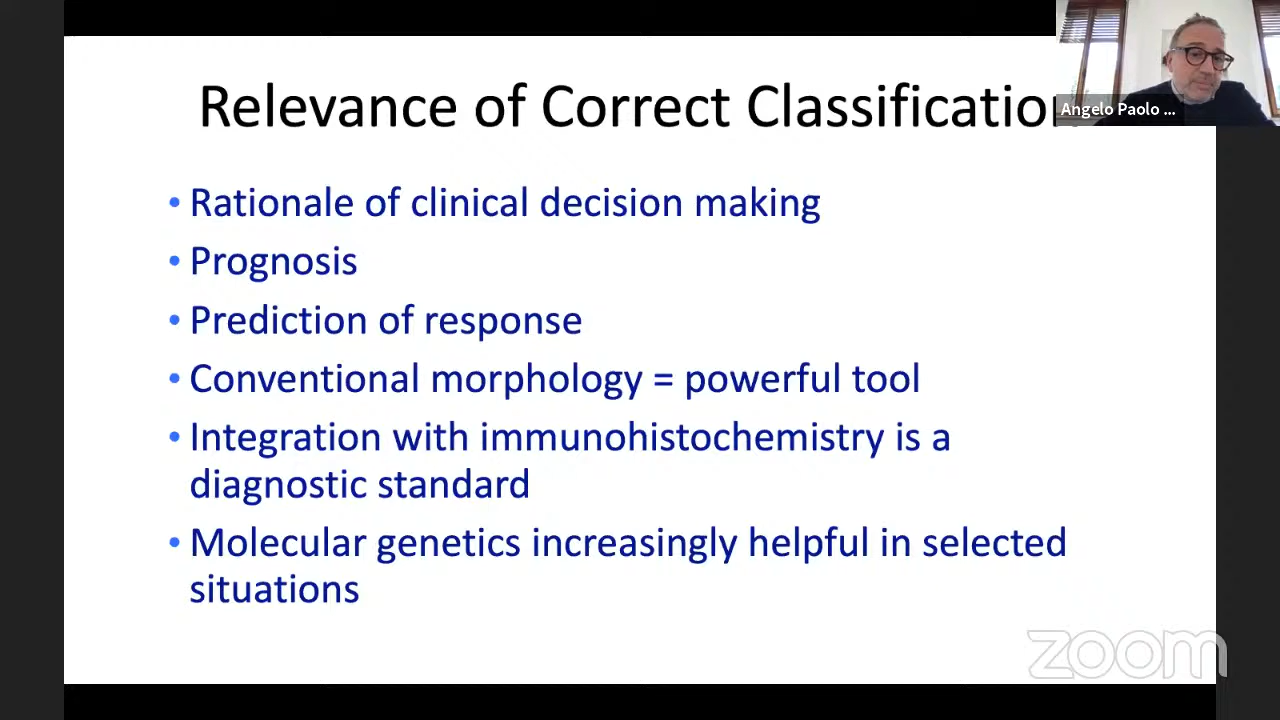 Relevance of Correct Classification
Angelo Paolo ...
• Rationale of clinical decision making
• Prognosis
• Prediction of response
• Conventional morphology = powerful tool
• Integration with immunohistochemistry is a
diagnostic standard
• Molecular genetics increasingly helpful in selected
situations
zoom